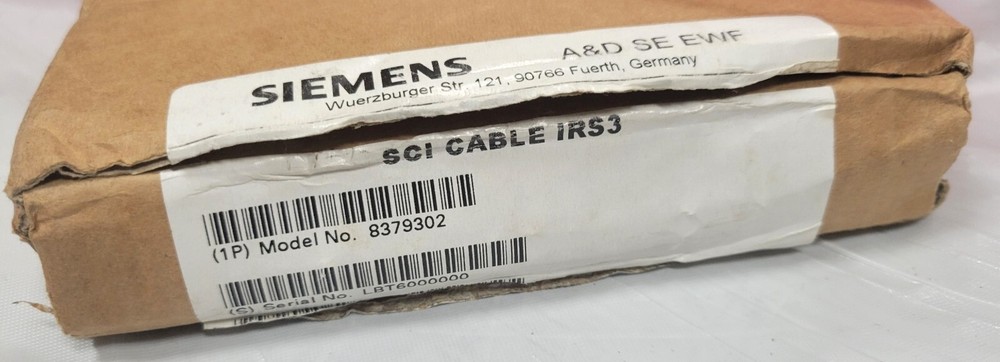 SIEMENS A&D SE EWF
Wuerzburger Str. 121, 90766 Fuerth, Germany
SCI CABLE IRS3
(1P) Model No. 8379302
(S) Serial No. LBT6000000